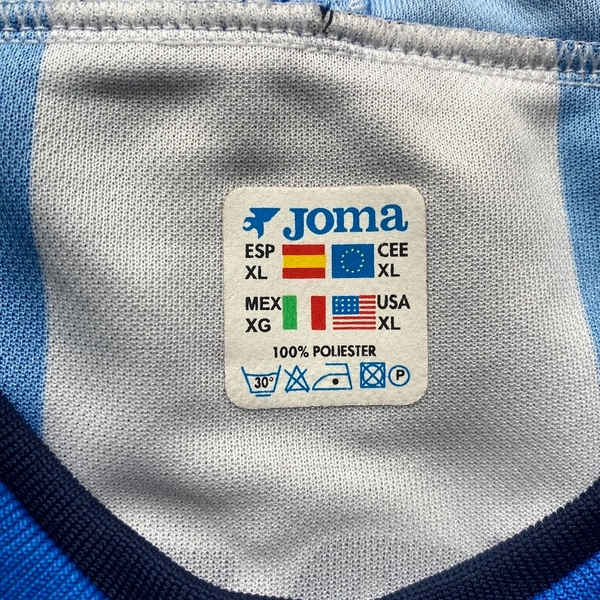 Joma
ESP CEE
XL XL
MEX USA
XG XL
100% POLIESTER
30° P